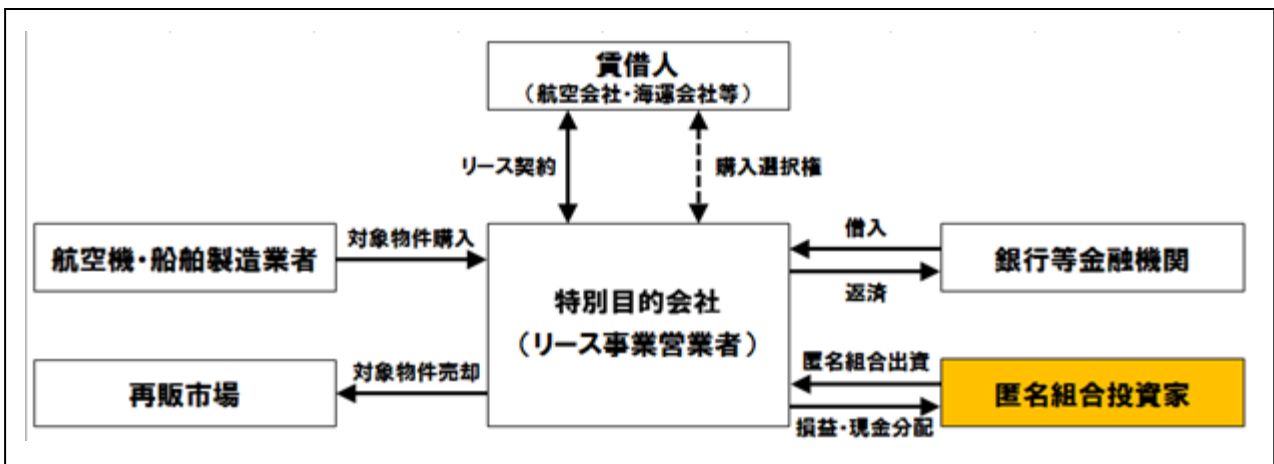 賃借人
（航空会社・海運会社等）
リース契約
購入選択権
航空機・船舶製造業者
対象物件購入
特別目的会社
（リース事業営業者）
借入
返済
銀行等金融機関
再販市場
対象物件売却
匿名組合出資
損益・現金分配
匿名組合投資家